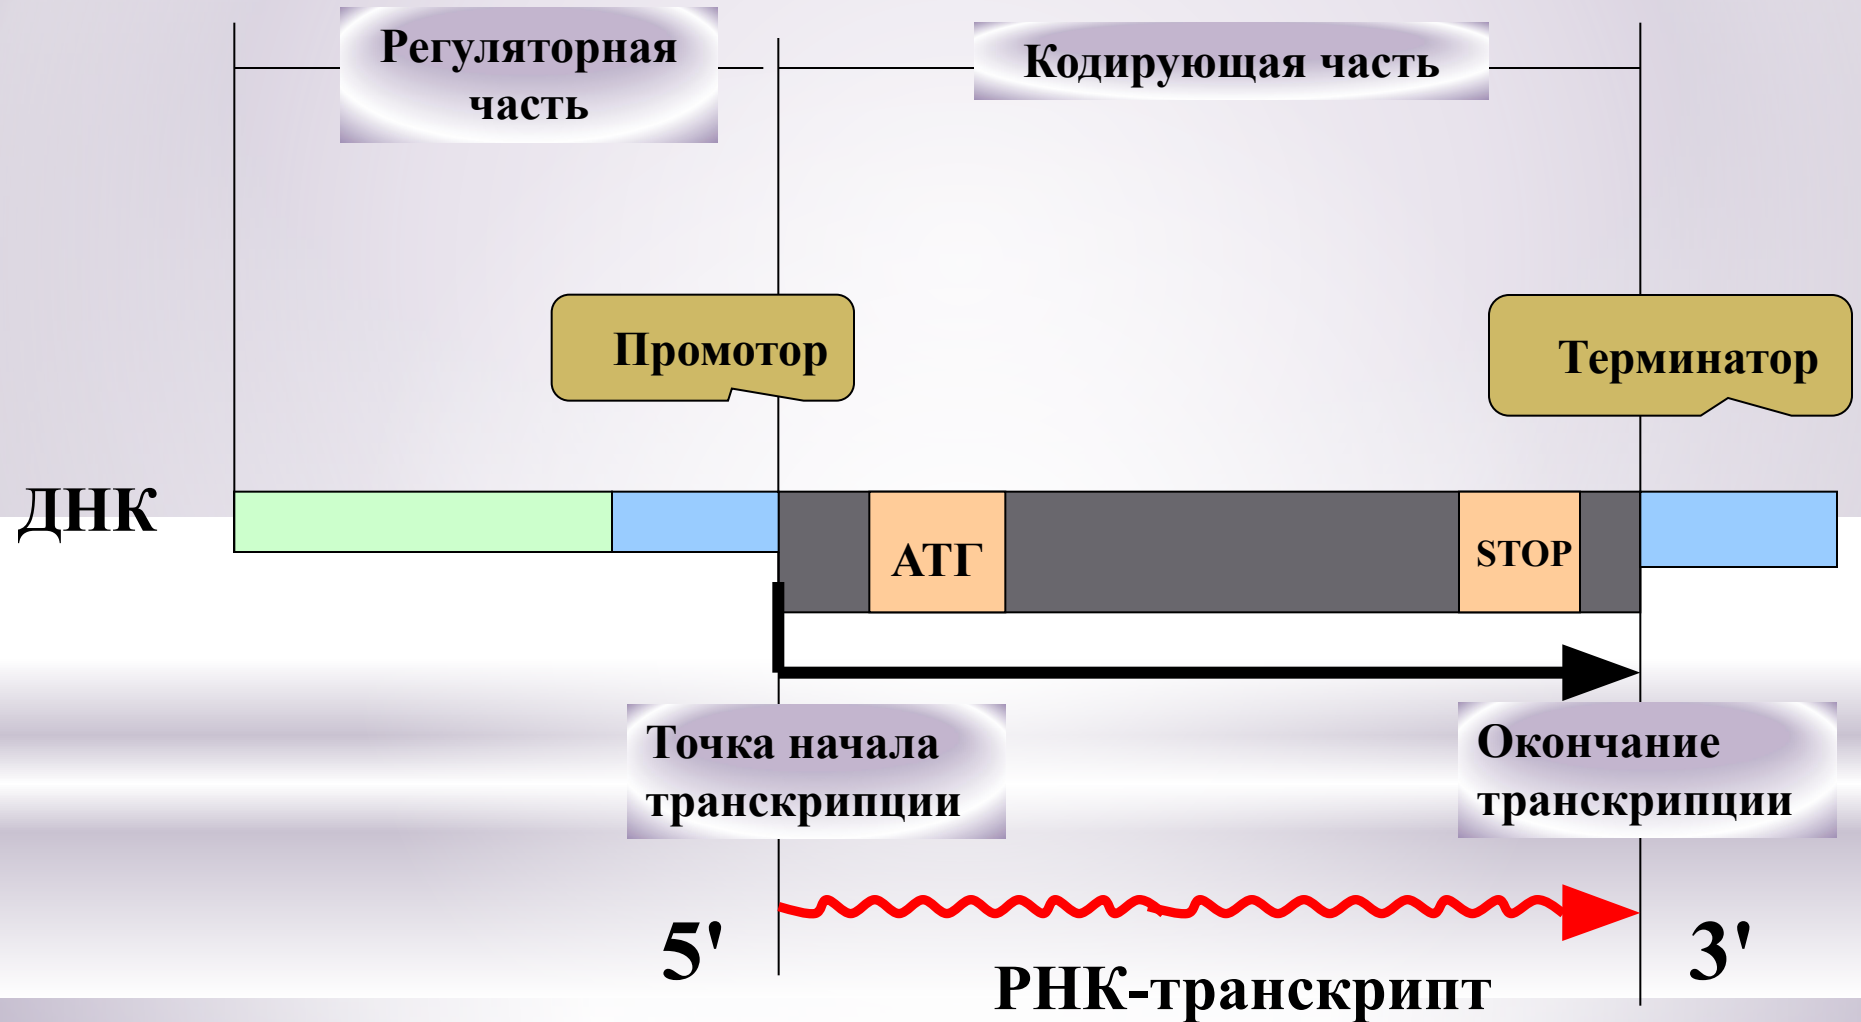 Регуляторная
часть
Кодирующая часть
Промотор
Терминатор
ДНК
АТГ
STOP
Точка начала
транскрипции
Окончание
транскрипции
5'
3'
РНК-транскрипт